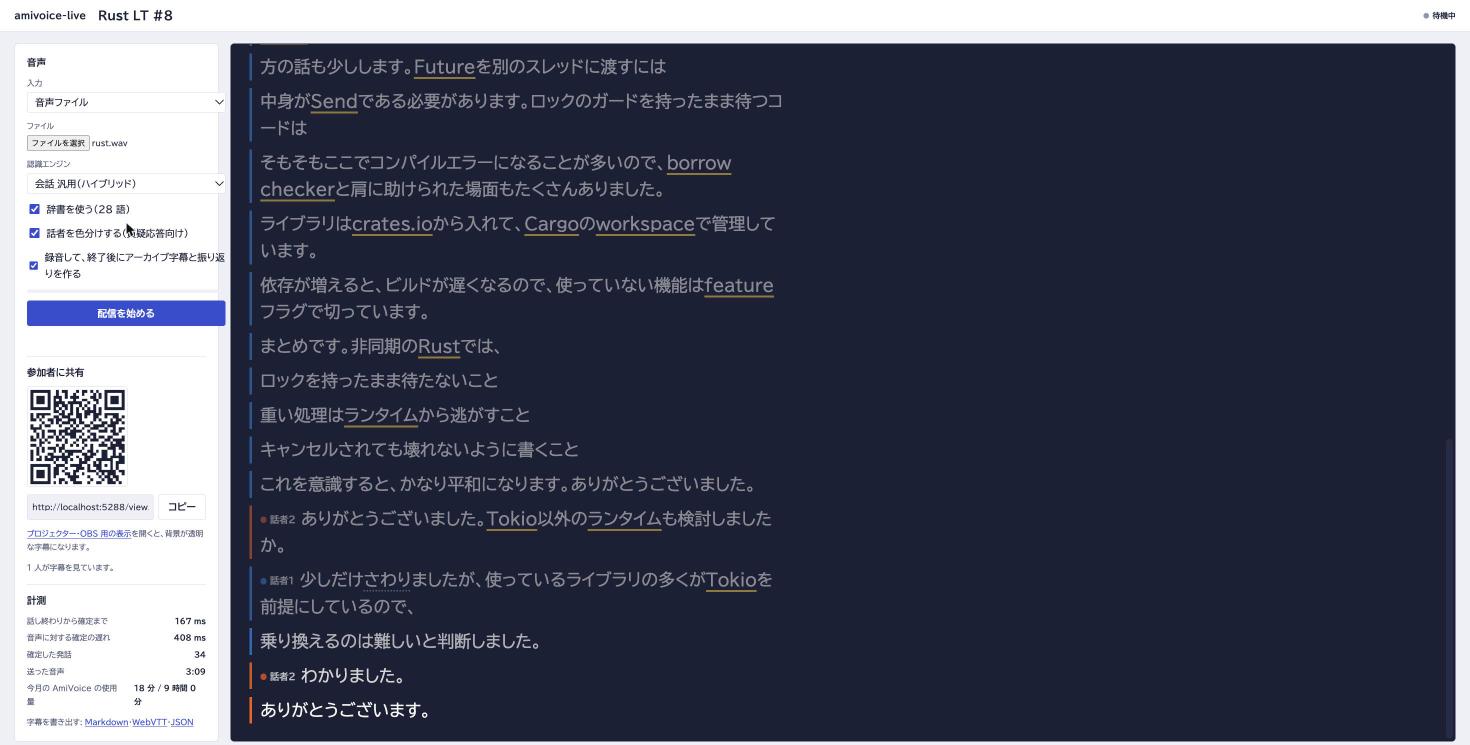 amivoice-live Rust LT #8
待機中
音声
入力
音声ファイル
ファイル
ファイルを選択 rust.wav
認識エンジン
会話 汎用(ハイブリッド)
辞書を使う(28 語)
話者を色分けする(質疑応答向け)
録音して、終了後にアーカイブ字幕と振り返
りを作る
配信を始める
参加者に共有
http://localhost:5288/view.
コピー
プロジェクター・OBS 用の表示を開くと、背景が透明
な字幕になります。
1 人が字幕を見ています。
計測
話し終わりから確定まで 167 ms
音声に対する確定の遅れ 408 ms
確定した発話 34
送った音声 3:09
今月の AmiVoice の使用
量
18 分 / 9 時間 0
分
字幕を書き出す: Markdown・WebVTT・JSON
方の話も少しします。Futureを別のスレッドに渡すには
中身がSendである必要があります。ロックのガードを持ったまま待つコ
ードは
そもそもここでコンパイルエラーになることが多いので、borrow
checkerと肩に助けられた場面もたくさんありました。
ライブラリはcrates.ioから入れて、Cargoのworkspaceで管理して
います。
依存が増えると、ビルドが遅くなるので、使っていない機能はfeature
フラグで切っています。
まとめです。非同期のRustでは、
ロックを持ったまま待たないこと
重い処理はランタイムから逃がすこと
キャンセルされても壊れないように書くこと
これを意識すると、かなり平和になります。ありがとうございました。
話者2 ありがとうございました。Tokio以外のランタイムも検討しました
か。
話者1 少しだけさわりましたが、使っているライブラリの多くがTokioを
前提にしているので、
乗り換えるのは難しいと判断しました。
話者2 わかりました。
ありがとうございます。